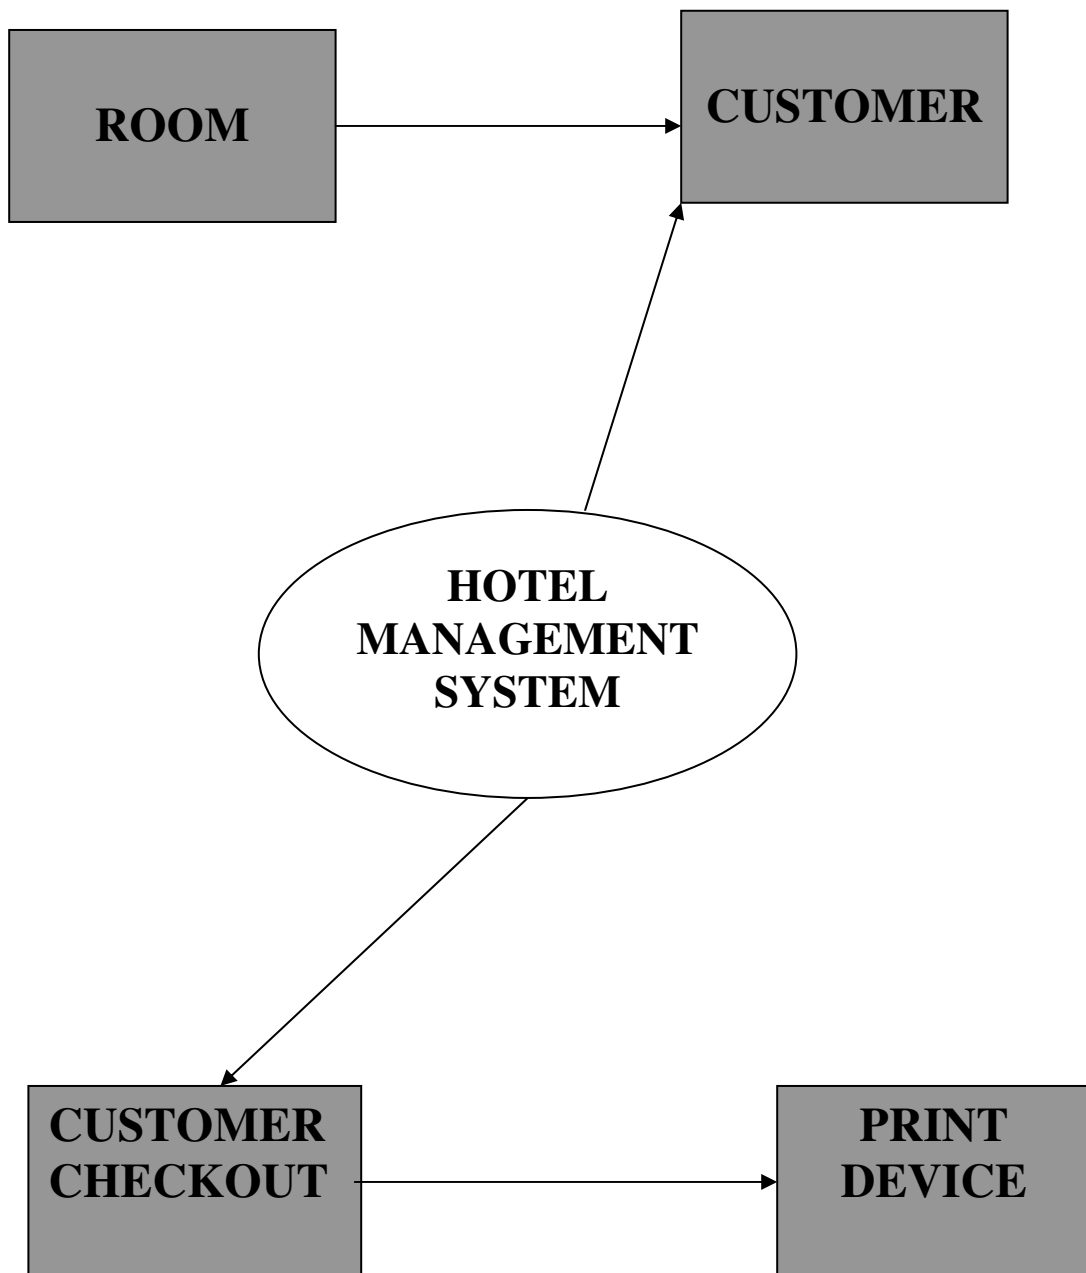 ROOM
CUSTOMER
HOTEL
MANAGEMENT
SYSTEM
CUSTOMER
CHECKOUT
PRINT
DEVICE